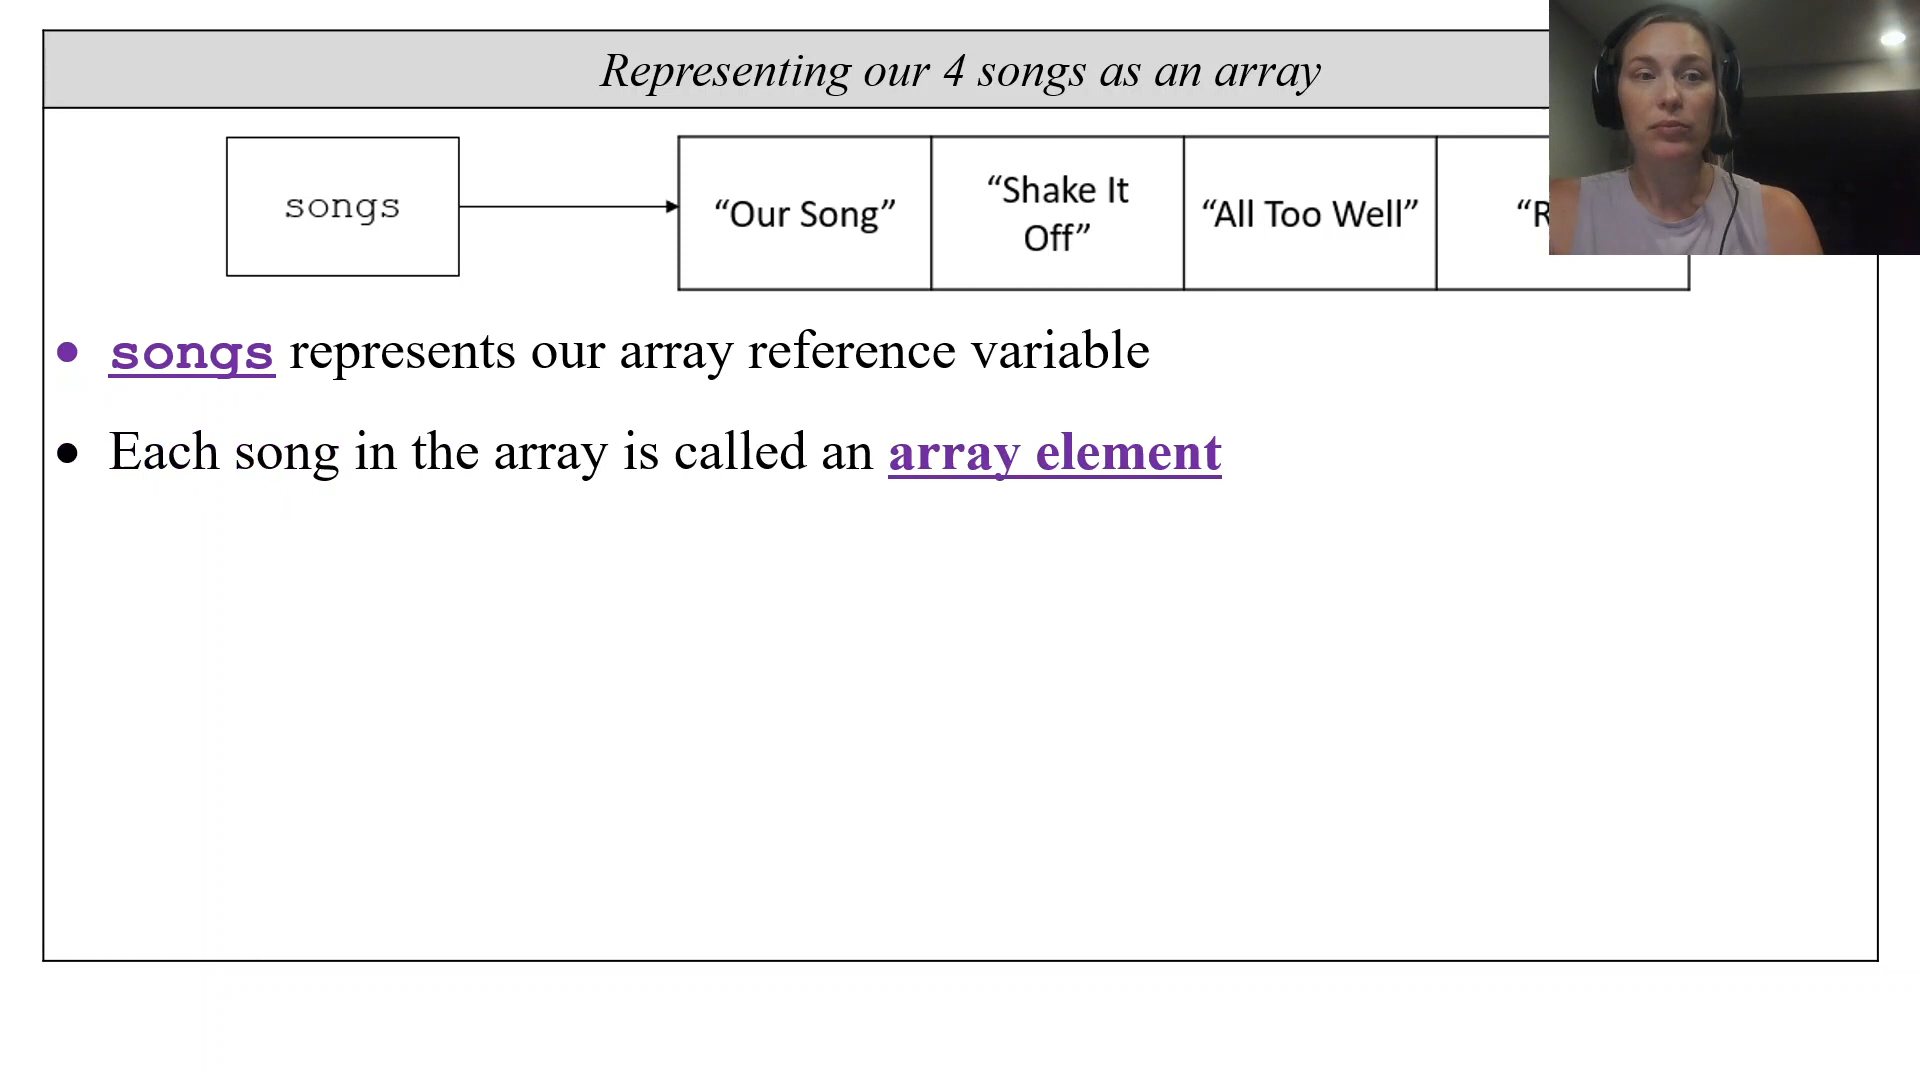 Representing our 4 songs as an array
songs
“Our Song”
“Shake It
Off”
“All Too Well”
• songs represents our array reference variable
• Each song in the array is called an array element